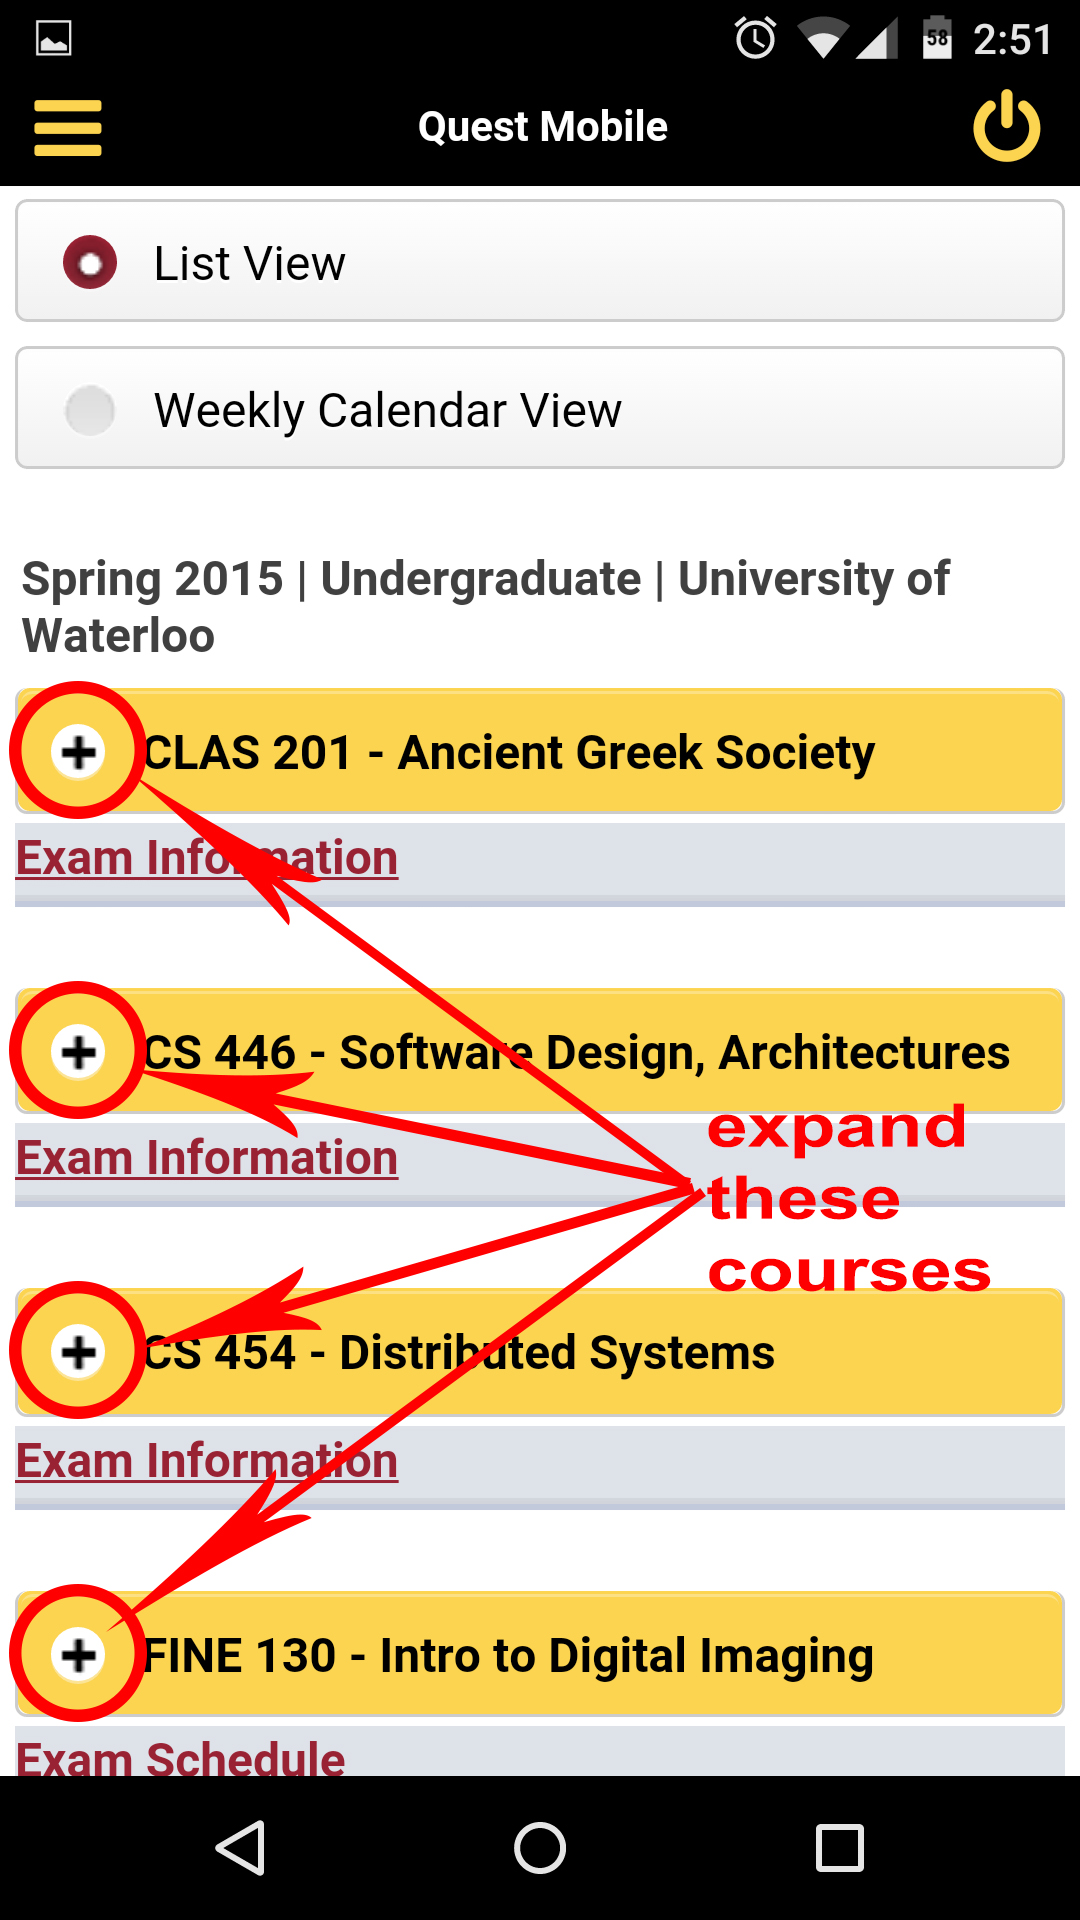 58 2:51
Quest Mobile
List View
Weekly Calendar View
Spring 2015 | Undergraduate | University of
Waterloo
CLAS 201 - Ancient Greek Society
Exam Information
CS 446 - Software Design, Architectures
Exam Information
expand
these
courses
CS 454 - Distributed Systems
Exam Information
FINE 130 - Intro to Digital Imaging
Exam Schedule